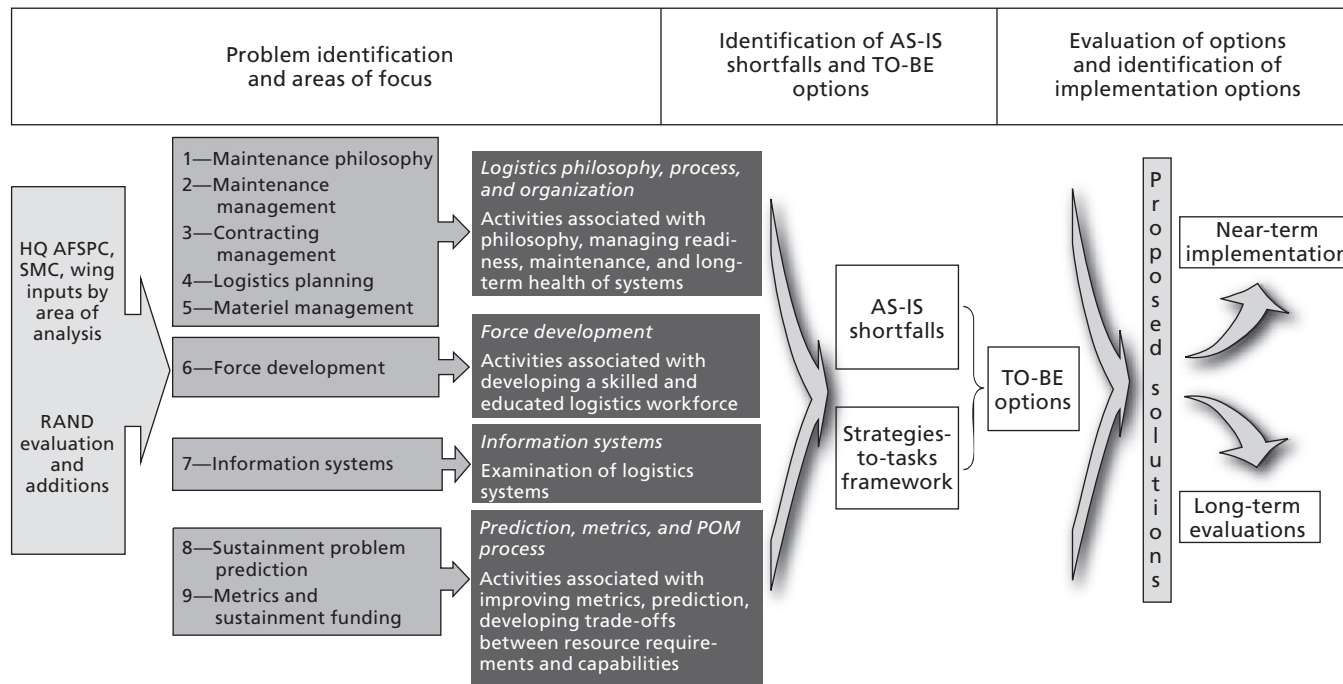 Problem identification
and areas of focus
Identification of AS-IS
shortfalls and TO-BE
options
Evaluation of options
and identification of
implementation options
HQ AFSPC,
SMC, wing
inputs by
area of
analysis
RAND
evaluation
and
additions
1—Maintenance philosophy
2—Maintenance
management
3—Contracting
management
4—Logistics planning
5—Materiel management
6—Force development
7—Information systems
8—Sustainment problem
prediction
9—Metrics and
sustainment funding
Logistics philosophy, process,
and organization
Activities associated with
philosophy, managing readi-
ness, maintenance, and long-
term health of systems
Force development
Activities associated with
developing a skilled and
educated logistics workforce
Information systems
Examination of logistics
systems
Prediction, metrics, and POM
process
Activities associated with
improving metrics, prediction,
developing trade-offs
between resource require-
ments and capabilities
AS-IS
shortfalls
Strategies-
to-tasks
framework
TO-BE
options
Proposed solutions
Near-term
implementation
Long-term
evaluations